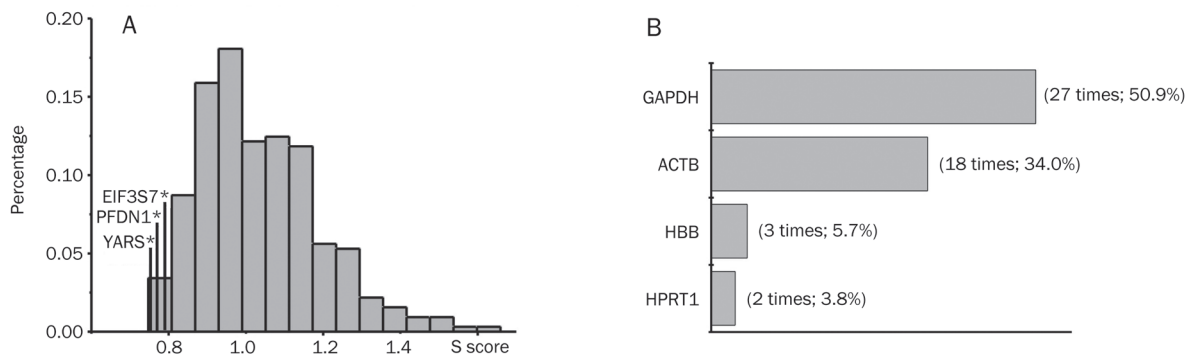 A
0.20
0.15
0.10
0.05
0.00
Percentage
EIF3S7*
PFDN1*
YARS*
0.8 1.0 1.2 1.4 S score
B
GAPDH (27 times; 50.9%)
ACTB (18 times; 34.0%)
HBB (3 times; 5.7%)
HPRT1 (2 times; 3.8%)